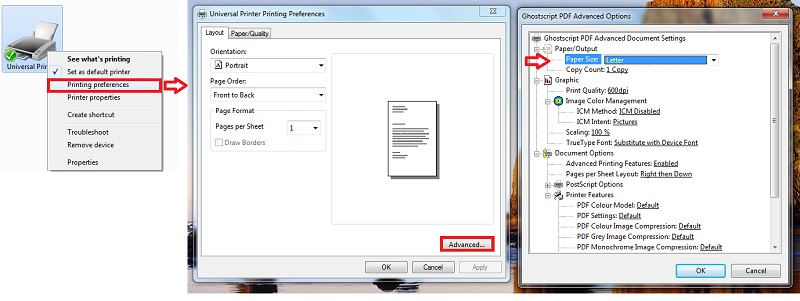 Universal Prin
See what's printing
Set as default printer
Printing preferences
Printer properties
Create shortcut
Troubleshoot
Remove device
Properties
Universal Printer Printing Preferences
Layout
Paper/Quality
Orientation:
Portrait
Page Order:
Front to Back
Page Format
Pages per Sheet
1
Draw Borders
Advanced...
OK
Cancel
Apply
Ghostscript PDF Advanced Options
Ghostscript PDF Advanced Document Settings
Paper/Output
Paper Size: Letter
Copy Count: 1 Copy
Graphic
Print Quality: 600dpi
Image Color Management
ICM Method: ICM Disabled
ICM Intent: Pictures
Scaling: 100 %
TrueType Font: Substitute with Device Font
Document Options
Advanced Printing Features: Enabled
Pages per Sheet Layout: Right then Down
PostScript Options
Printer Features
PDF Colour Model: Default
PDF Settings: Default
PDF Colour Image Compression: Default
PDF Grey Image Compression: Default
PDF Monochrome Image Compression: Default
OK
Cancel